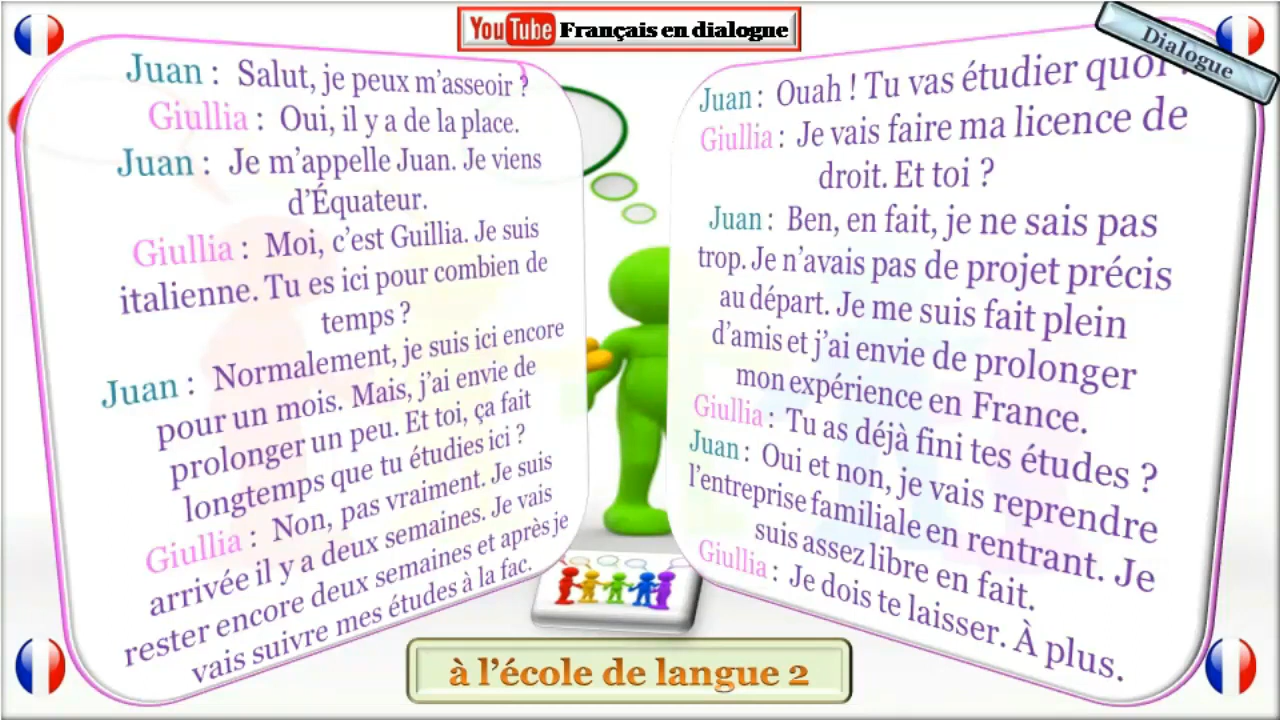 YouTube Français en dialogue
Dialogue
Juan : Salut, je peux m’asseoir ?
Giullia : Oui, il y a de la place.
Juan : Je m’appelle Juan. Je viens
d’Équateur.
Giullia : Moi, c’est Guillia. Je suis
italienne. Tu es ici pour combien de
temps ?
Juan : Normalement, je suis ici encore
pour un mois. Mais, j’ai envie de
prolonger un peu. Et toi, ça fait
longtemps que tu étudies ici ?
Giullia : Non, pas vraiment. Je suis
arrivée il y a deux semaines. Je vais
rester encore deux semaines et après je
vais suivre mes études à la fac.
Juan : Ouah ! Tu vas étudier quoi ?
Giullia : Je vais faire ma licence de
droit. Et toi ?
Juan : Ben, en fait, je ne sais pas
trop. Je n’avais pas de projet précis
au départ. Je me suis fait plein
d’amis et j’ai envie de prolonger
mon expérience en France.
Giullia : Tu as déjà fini tes études ?
Juan : Oui et non, je vais reprendre
l’entreprise familiale en rentrant. Je
suis assez libre en fait.
Giullia : Je dois te laisser. À plus.
à l’école de langue 2